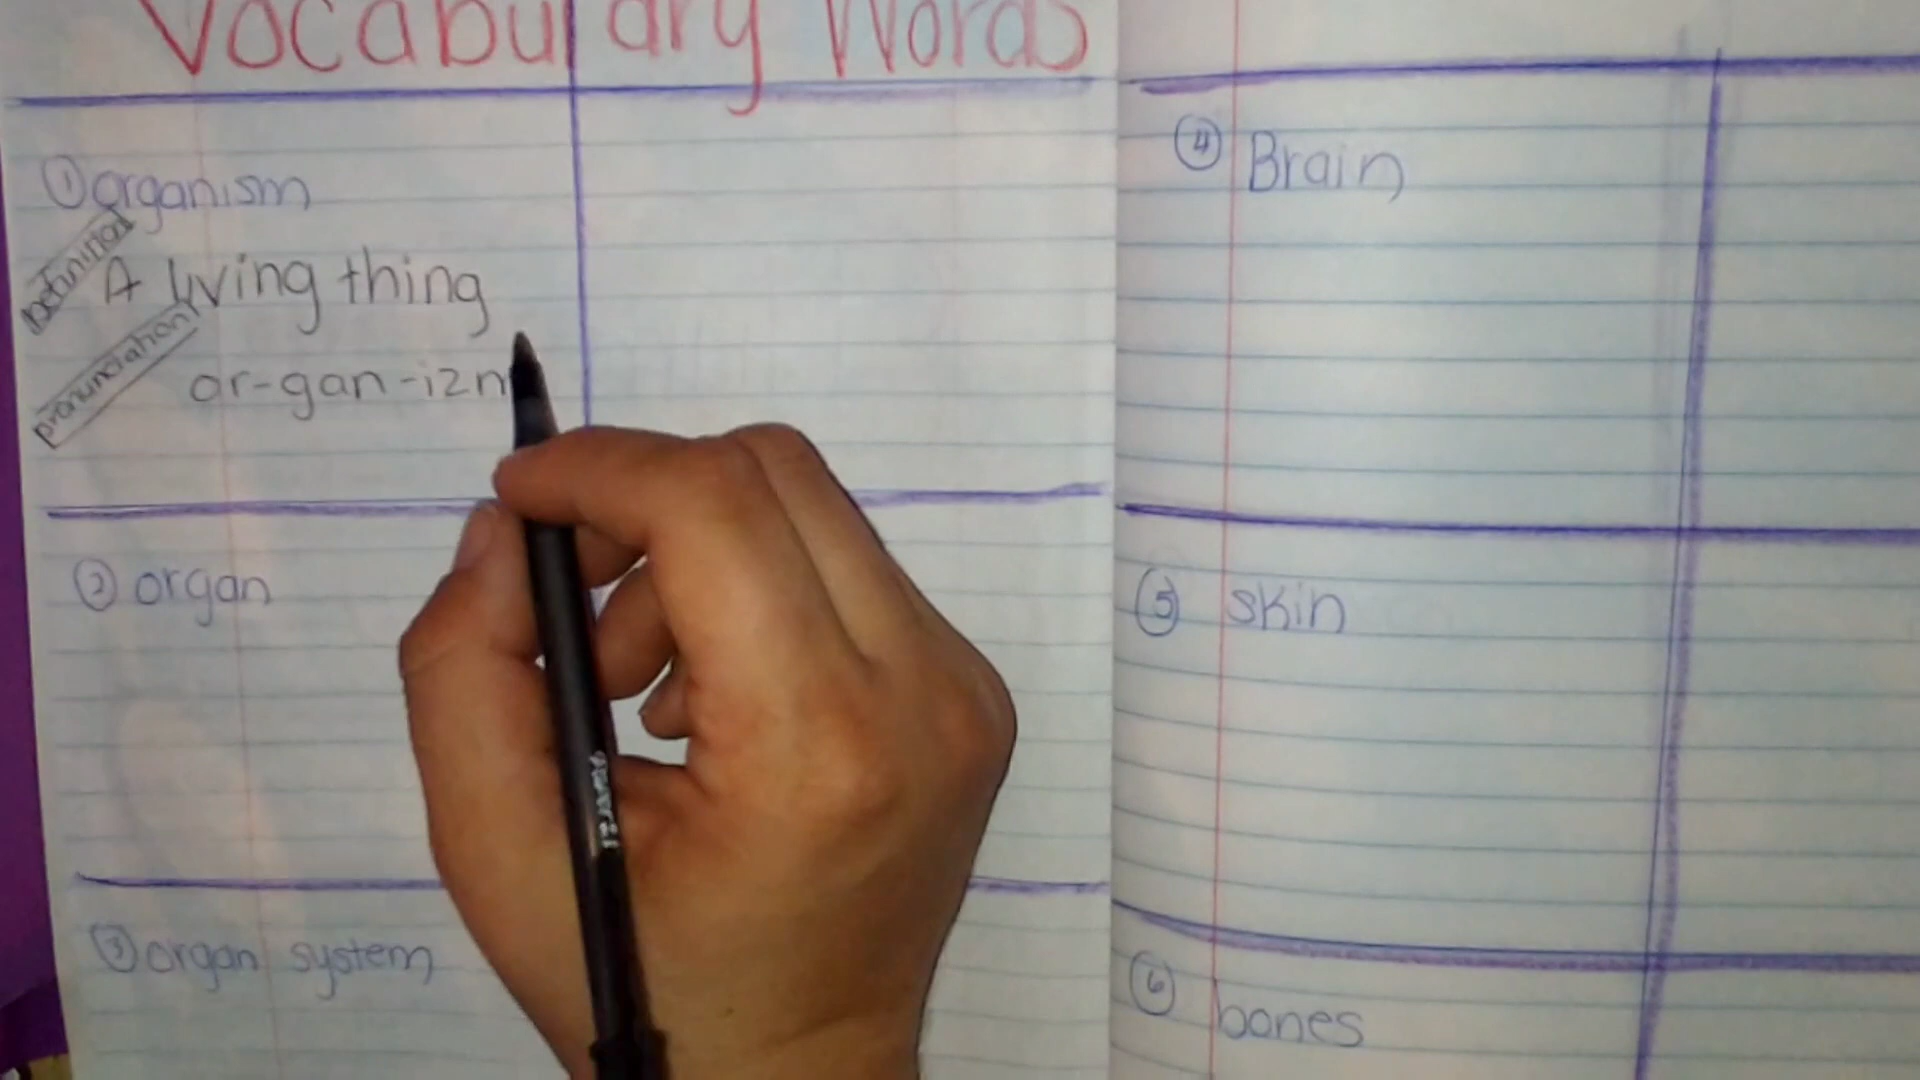 Vocabulary Words
① organism
Definition
A living thing
pronunciation
or-gan-izm
② organ
③ organ system
④ Brain
⑤ skin
⑥ bones